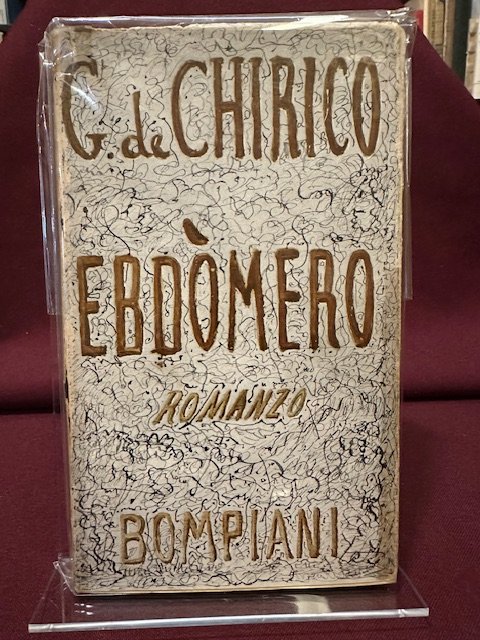 G. de CHIRICO
EBDÒMERO
ROMANZO
BOMPIANI